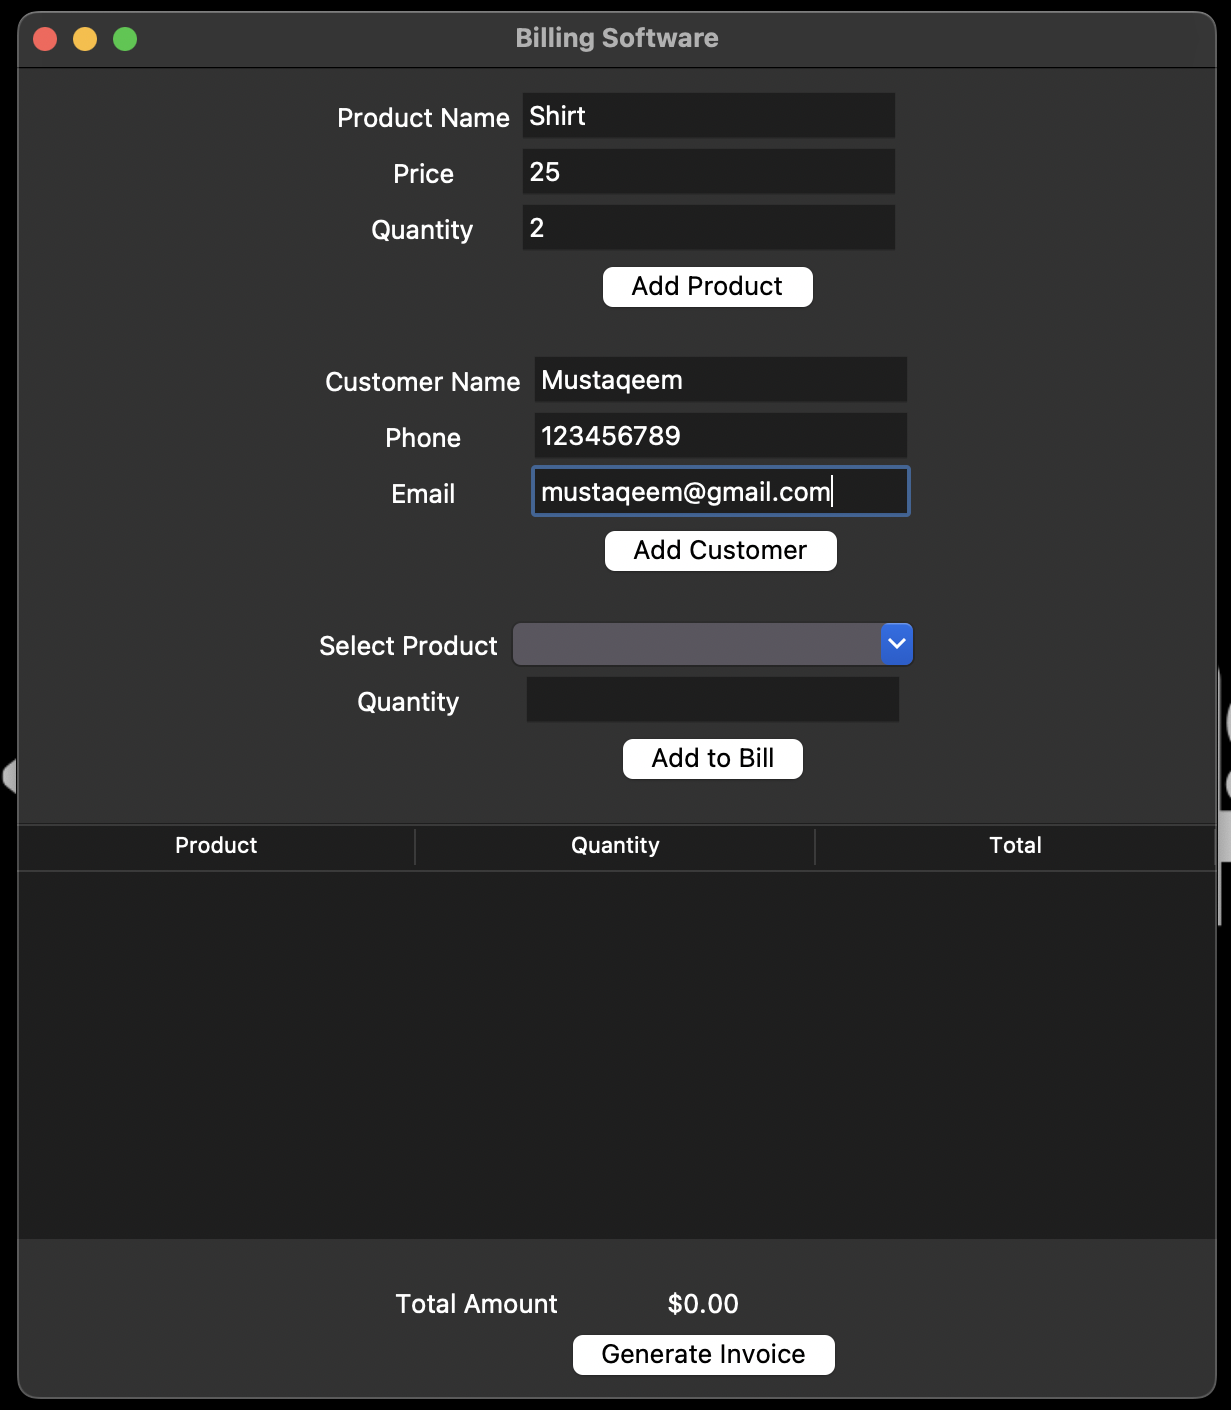 Billing Software
Product Name Shirt
Price 25
Quantity 2
Add Product
Customer Name Mustaqeem
Phone 123456789
Email mustaqeem@gmail.com
Add Customer
Select Product
Quantity
Add to Bill
Product Quantity Total
Total Amount $0.00
Generate Invoice